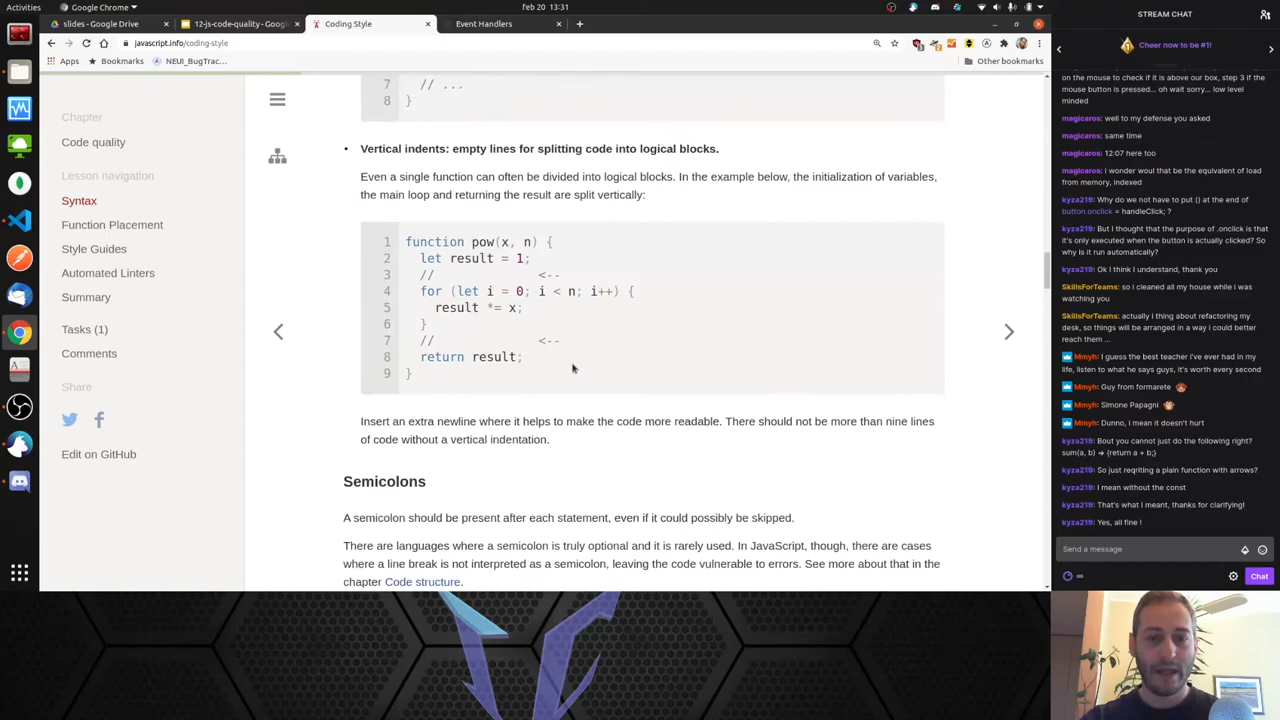 Activities
Google Chrome
feb 20 13:31
slides - Google Drive
12-js-code-quality - Google
Coding Style
Event Handlers
javascript.info/coding-style
Apps
Bookmarks
NEUI_BugTrac...
Other bookmarks
Chapter
Code quality
Lesson navigation
Syntax
Function Placement
Style Guides
Automated Linters
Summary
Tasks (1)
Comments
Share
Edit on GitHub
7 // ...
8 }
• Vertical indents: empty lines for splitting code into logical blocks.
Even a single function can often be divided into logical blocks. In the example below, the initialization of variables,
the main loop and returning the result are split vertically:
1 function pow(x, n) {
2 let result = 1;
3 // <--
4 for (let i = 0; i < n; i++) {
5 result *= x;
6 }
7 // <--
8 return result;
9 }
Insert an extra newline where it helps to make the code more readable. There should not be more than nine lines
of code without a vertical indentation.
Semicolons
A semicolon should be present after each statement, even if it could possibly be skipped.
There are languages where a semicolon is truly optional and it is rarely used. In JavaScript, though, there are cases
where a line break is not interpreted as a semicolon, leaving the code vulnerable to errors. See more about that in the
chapter Code structure.
STREAM CHAT
Cheer now to be #1!
on the mouse to check if it is above our box, step 3 if the
mouse button is pressed... oh wait sorry... low level
minded
magicaros: well to my defense you asked
magicaros: same time
magicaros: 12:07 here too
magicaros: i wonder woul that be the equivalent of load
from memory, indexed
kyza219: Why do we not have to put () at the end of
button.onclick = handleClick; ?
kyza219: But I thought that the purpose of .onclick is that
it's only executed when the button is actually clicked? So
why is it run automatically?
kyza219: Ok I think I understand, thank you
SkillsForTeams: so i cleaned all my house while i was
watching you
SkillsForTeams: actually i thing about refactoring my
desk, so things will be arranged in a way i could better
reach them ...
Mmyh: I guess the best teacher i've ever had in my
life, listen to what he says guys, it's worth every second
Mmyh: Guy from formarete
Mmyh: Simone Papagni
Mmyh: Dunno, i mean it doesn't hurt
kyza219: Bout you cannot just do the following right?
sum(a, b) => {return a + b;}
kyza219: So just reqriting a plain function with arrows?
kyza219: I mean without the const
kyza219: That's what I meant, thanks for clarifying!
kyza219: Yes, all fine !
Send a message
∞
Chat